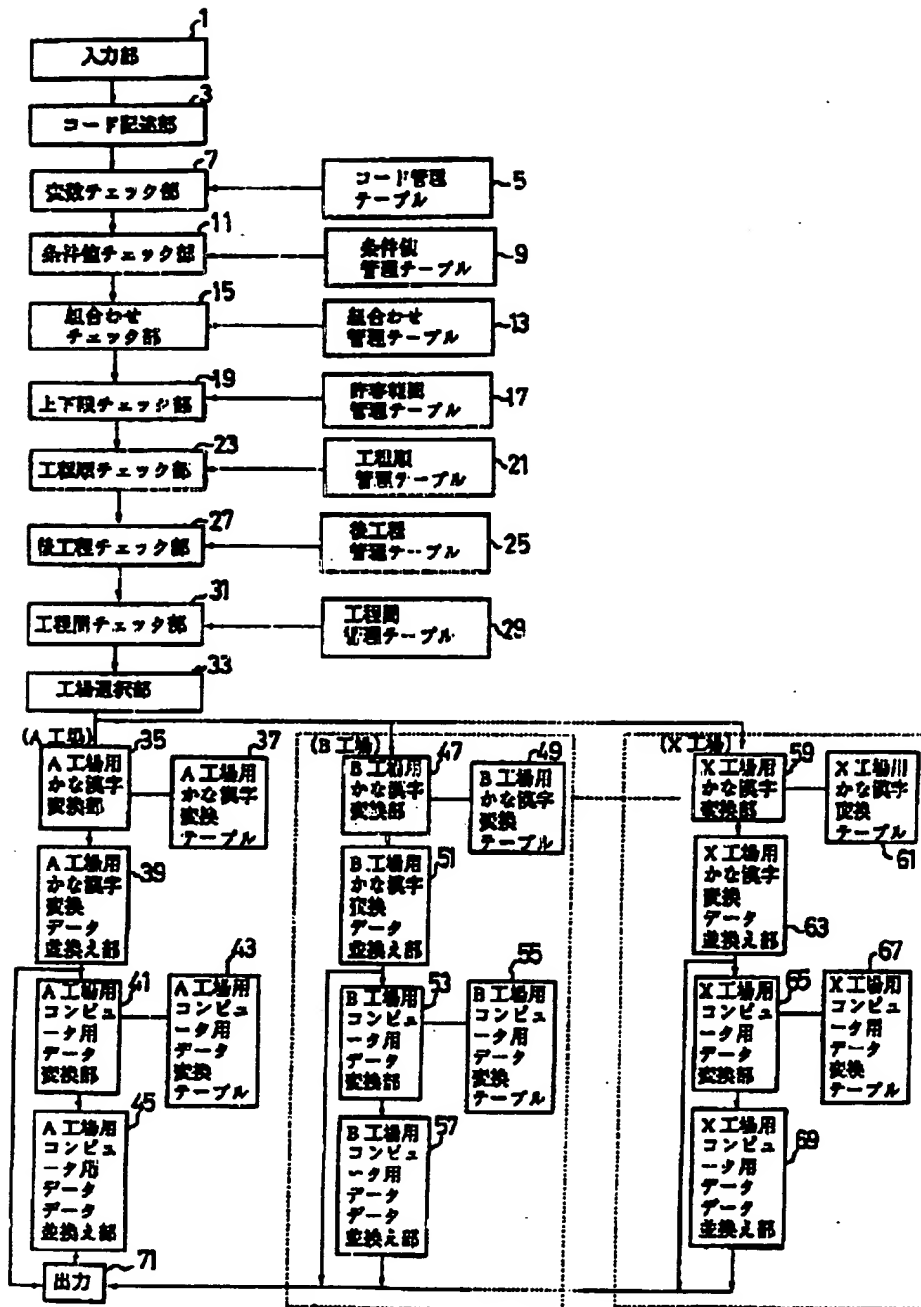 1
入力部
3
コード記述部
7
変数チェック部
コード管理
テーブル
5
11
条件値チェック部
条件値
管理テーブル
9
15
組合わせ
チェック部
組合わせ
管理テーブル
13
19
上下限チェック部
許容範囲
管理テーブル
17
23
工程順チェック部
工程順
管理テーブル
21
27
後工程チェック部
後工程
管理テーブル
25
31
工程間チェック部
工程間
管理テーブル
29
33
工場選択部
(A工場)
35
A工場用
かな漢字
変換部
37
A工場用
かな漢字
変換
テーブル
39
A工場用
かな漢字
変換
データ
並換え部
41
A工場用
コンピュ
ータ用
データ
変換部
43
A工場用
コンピュ
ータ用
データ
変換
テーブル
45
A工場用
コンピュ
ータ用
データ
データ
並換え部
71
出力
(B工場)
47
B工場用
かな漢字
変換部
49
B工場用
かな漢字
変換
テーブル
51
B工場用
かな漢字
変換
データ
並換え部
53
B工場用
コンピュ
ータ用
データ
変換部
55
B工場用
コンピュ
ータ用
データ
変換
テーブル
57
B工場用
コンピュ
ータ用
データ
データ
並換え部
(X工場)
59
X工場用
かな漢字
変換部
X工場用
かな漢字
変換
テーブル
61
X工場用
かな漢字
変換
データ
並換え部
63
65
X工場用
コンピュ
ータ用
データ
変換部
67
X工場用
コンピュ
ータ用
データ
変換
テーブル
X工場用
コンピュ
ータ用
データ
データ
並換え部
69